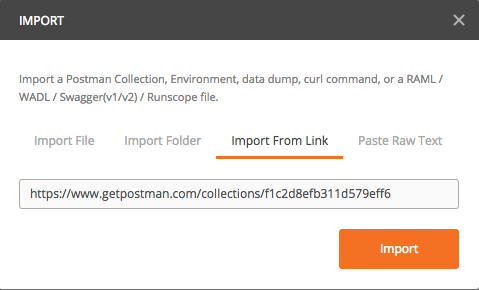 IMPORT
Import a Postman Collection, Environment, data dump, curl command, or a RAML /
WADL / Swagger(v1/v2) / Runscope file.
Import File Import Folder Import From Link Paste Raw Text
https://www.getpostman.com/collections/f1c2d8efb311d579eff6
Import